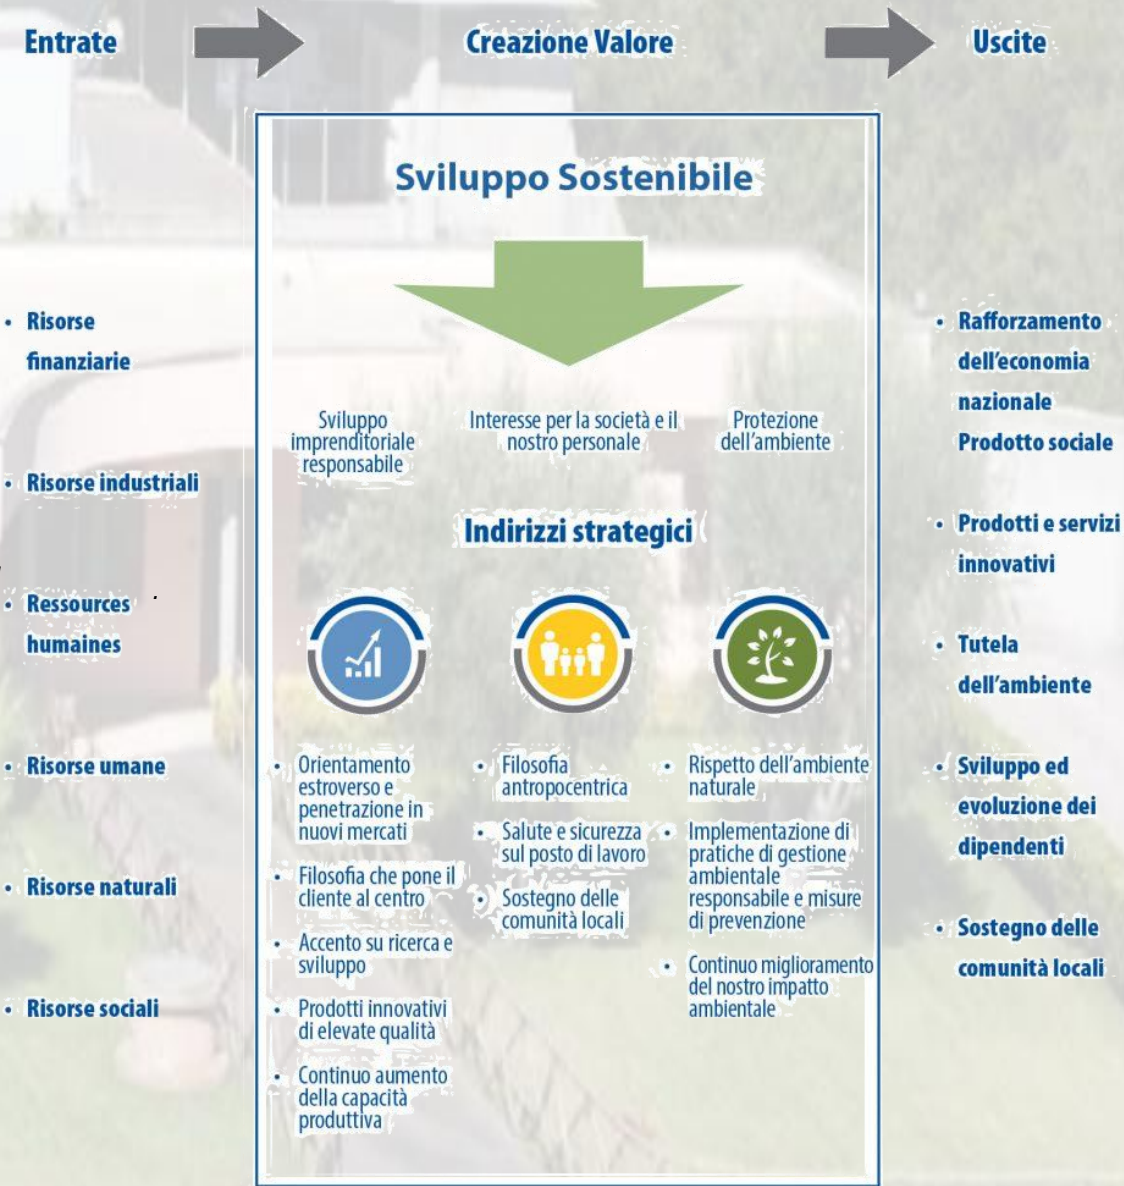 Entrate
Creazione Valore
Uscite
Sviluppo Sostenibile
• Risorse
finanziarie
• Risorse industriali
• Ressources
humaines
• Risorse umane
• Risorse naturali
• Risorse sociali
Sviluppo
imprenditoriale
responsabile
Interesse per la società e il
nostro personale
Protezione
dell'ambiente
Indirizzi strategici
• Orientamento
estroverso e
penetrazione in
nuovi mercati
• Filosofia che pone il
cliente al centro
• Accento su ricerca e
sviluppo
• Prodotti innovativi
di elevate qualità
• Continuo aumento
della capacità
produttiva
• Filosofia
antropocentrica
• Salute e sicurezza
sul posto di lavoro
• Sostegno delle
comunità locali
• Rispetto dell'ambiente
naturale
• Implementazione di
pratiche di gestione
ambientale
responsabile e misure
di prevenzione
• Continuo miglioramento
del nostro impatto
ambientale
• Rafforzamento
dell'economia
nazionale
Prodotto sociale
• Prodotti e servizi
innovativi
• Tutela
dell'ambiente
• Sviluppo ed
evoluzione dei
dipendenti
• Sostegno delle
comunità locali